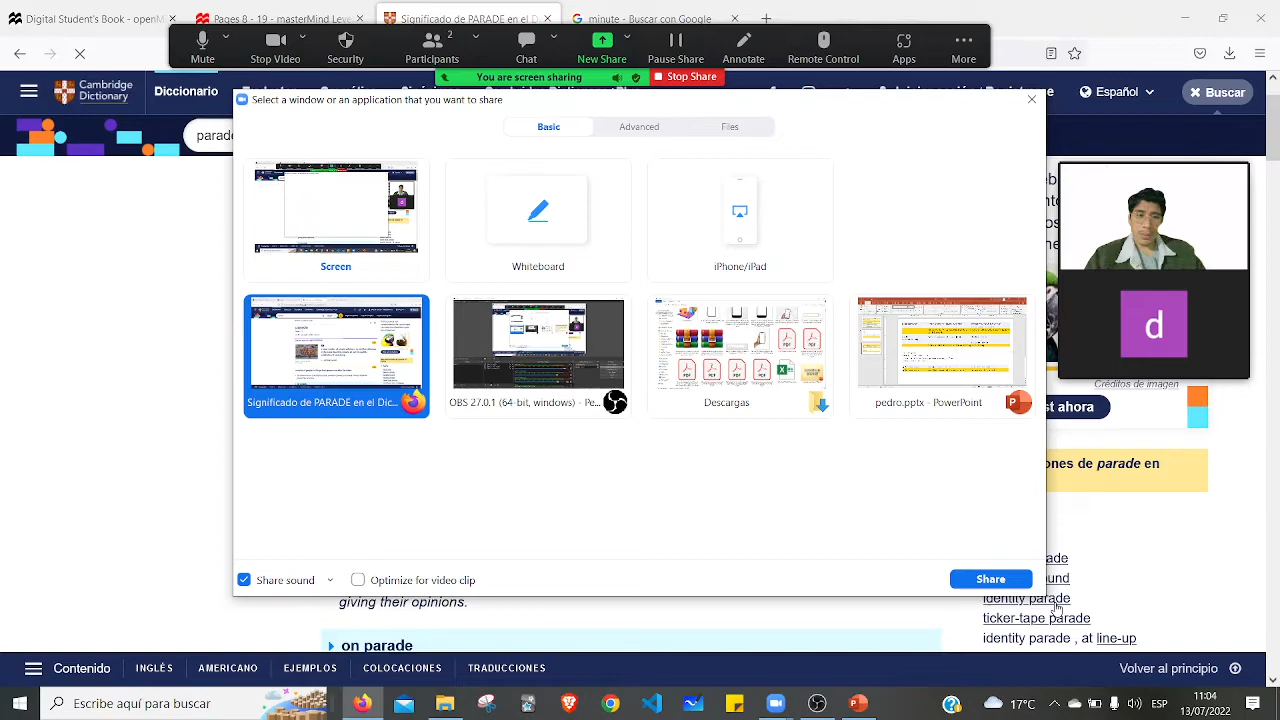 Digital Student's Book - openM
Pages 8 - 19 - masterMind Leve
Significado de PARADE en el D
minute - Buscar con Google
2
Mute
Stop Video
Security
Participants
Chat
New Share
Pause Share
Annotate
Remote Control
Apps
More
You are screen sharing
Stop Share
Cambridge
Dictionary
Diccionario
Español
Buscar
parade
Select a window or an application that you want to share
Basic
Advanced
Files
Screen
Whiteboard
iPhone/iPad
Significado de PARADE en el Dic...
OBS 27.0.1 (64-bit, windows) - Pe...
Descargas
pedro.pptx - PowerPoint
d
Créditos de imagen
st ahora
ones de parade en
Share sound
Optimize for video clip
Share
giving their opinions.
on parade
identity parade
ticker-tape parade
identity parade , at line-up
Contenido
INGLÉS
AMERICANO
EJEMPLOS
COLOCACIONES
TRADUCCIONES
Volver al principio
Escribe aquí para buscar
17°C
ESP
11:04
13/07/2022